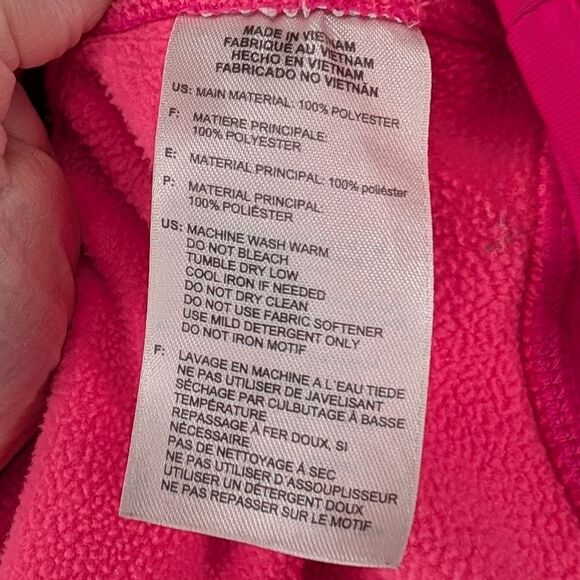 MADE IN VIETNAM
FABRIQUÉ AU VIETNAM
HECHO EN VIETNAM
FABRICADO NO VIETNÁN
US: MAIN MATERIAL: 100% POLYESTER
F: MATIERE PRINCIPALE:
100% POLYESTER
E: MATERIAL PRINCIPAL: 100% poliéster
P: MATERIAL PRINCIPAL:
100% POLIÉSTER
US: MACHINE WASH WARM
DO NOT BLEACH
TUMBLE DRY LOW
COOL IRON IF NEEDED
DO NOT DRY CLEAN
DO NOT USE FABRIC SOFTENER
USE MILD DETERGENT ONLY
DO NOT IRON MOTIF
F: LAVAGE EN MACHINE A L'EAU TIEDE
NE PAS UTILISER DE JAVELISANT
SÉCHAGE PAR CULBUTAGE À BASSE
TEMPÉRATURE
REPASSAGE À FER DOUX, SI
NÉCESSAIRE
PAS DE NETTOYAGE À SEC
NE PAS UTILISER D'ASSOUPLISSEUR
UTILISER UN DÉTERGENT DOUX
NE PAS REPASSER SUR LE MOTIF